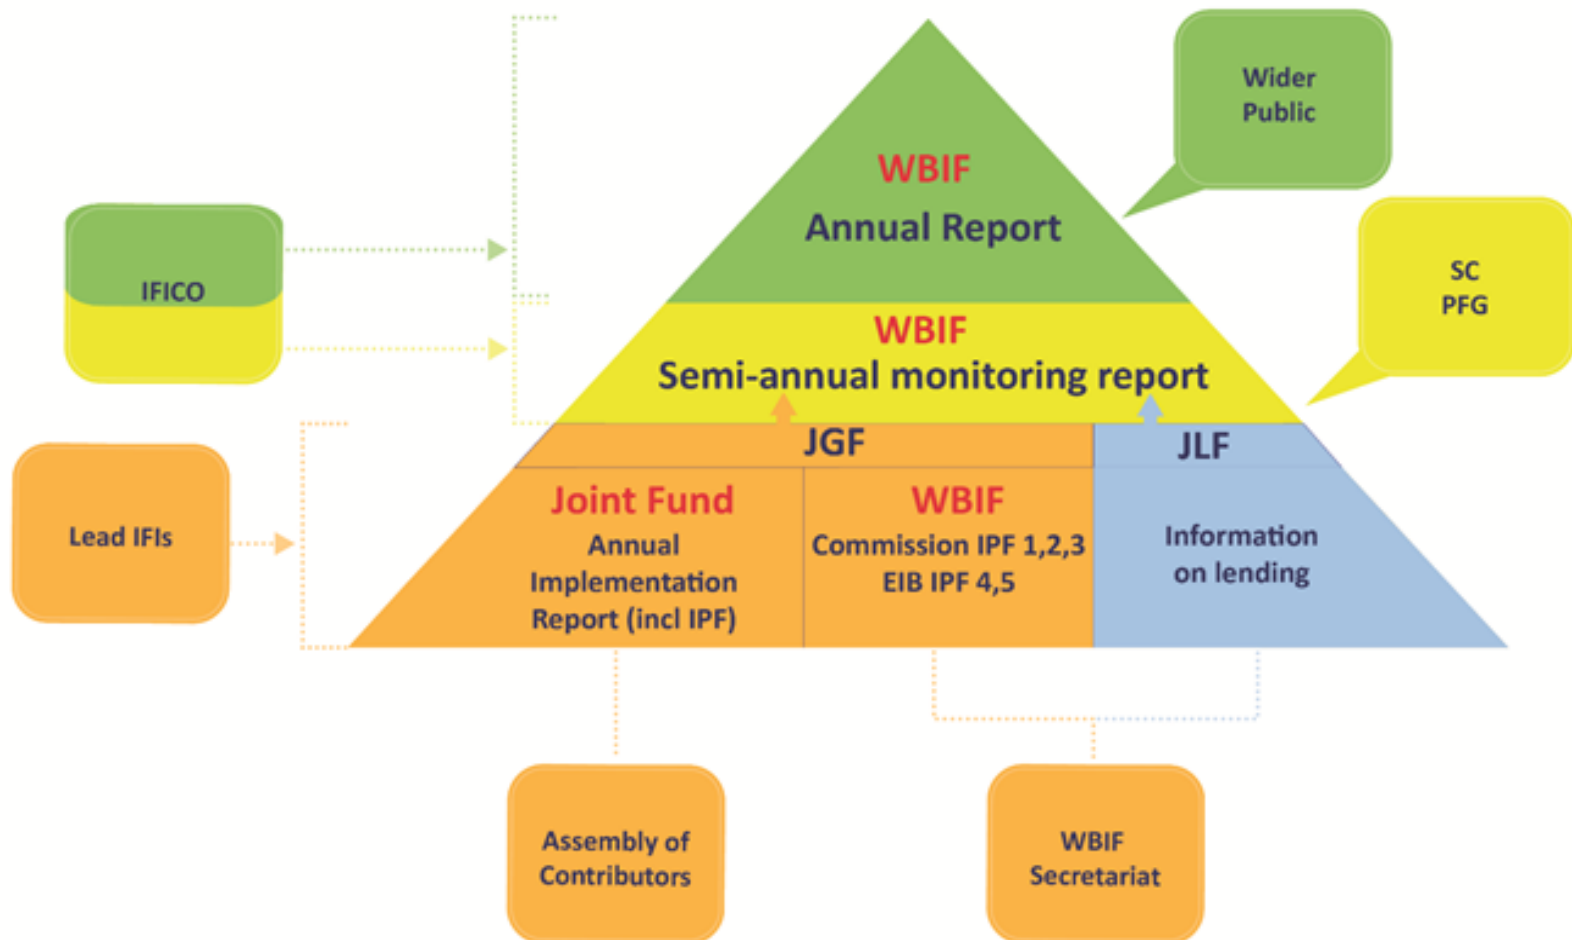 Wider
Public
WBIF
Annual Report
IFICO
SC
PFG
WBIF
Semi-annual monitoring report
JGF
JLF
Lead IFIs
Joint Fund
Annual
Implementation
Report (incl IPF)
WBIF
Commission IPF 1,2,3
EIB IPF 4,5
Information
on lending
Assembly of
Contributors
WBIF
Secretariat